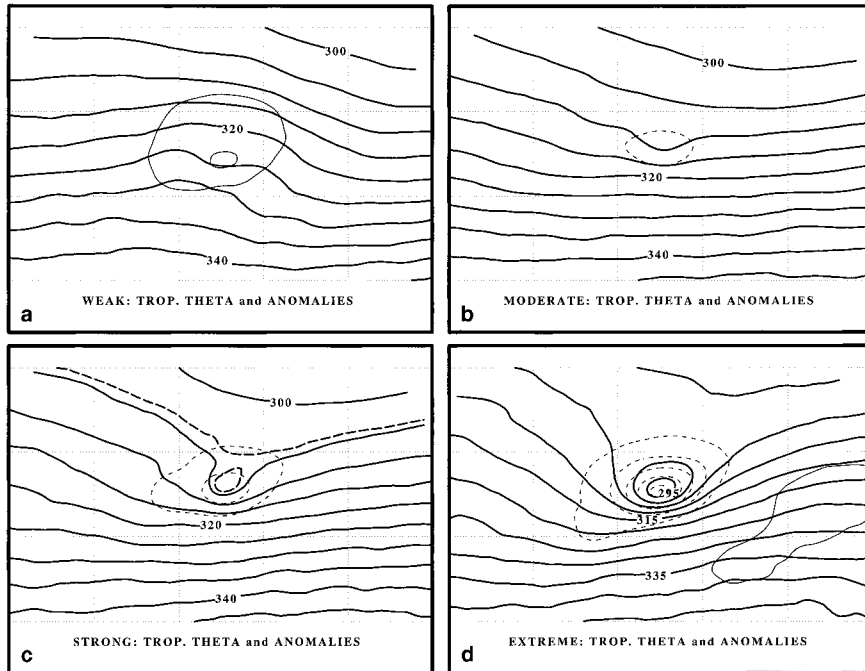 300
320
340
a
WEAK: TROP. THETA and ANOMALIES
300
320
340
b
MODERATE: TROP. THETA and ANOMALIES
300
320
340
c
STRONG: TROP. THETA and ANOMALIES
295
315
335
d
EXTREME: TROP. THETA and ANOMALIES